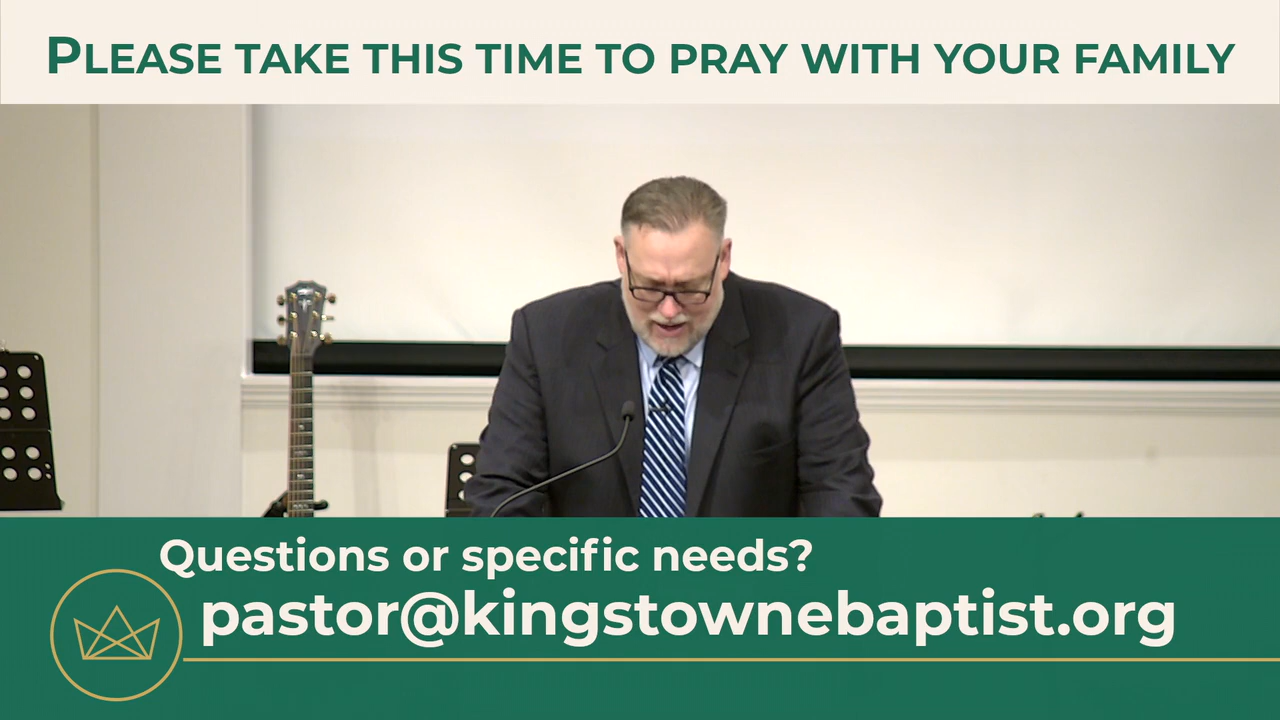 Please take this time to pray with your family
Questions or specific needs?
pastor@kingstownebaptist.org